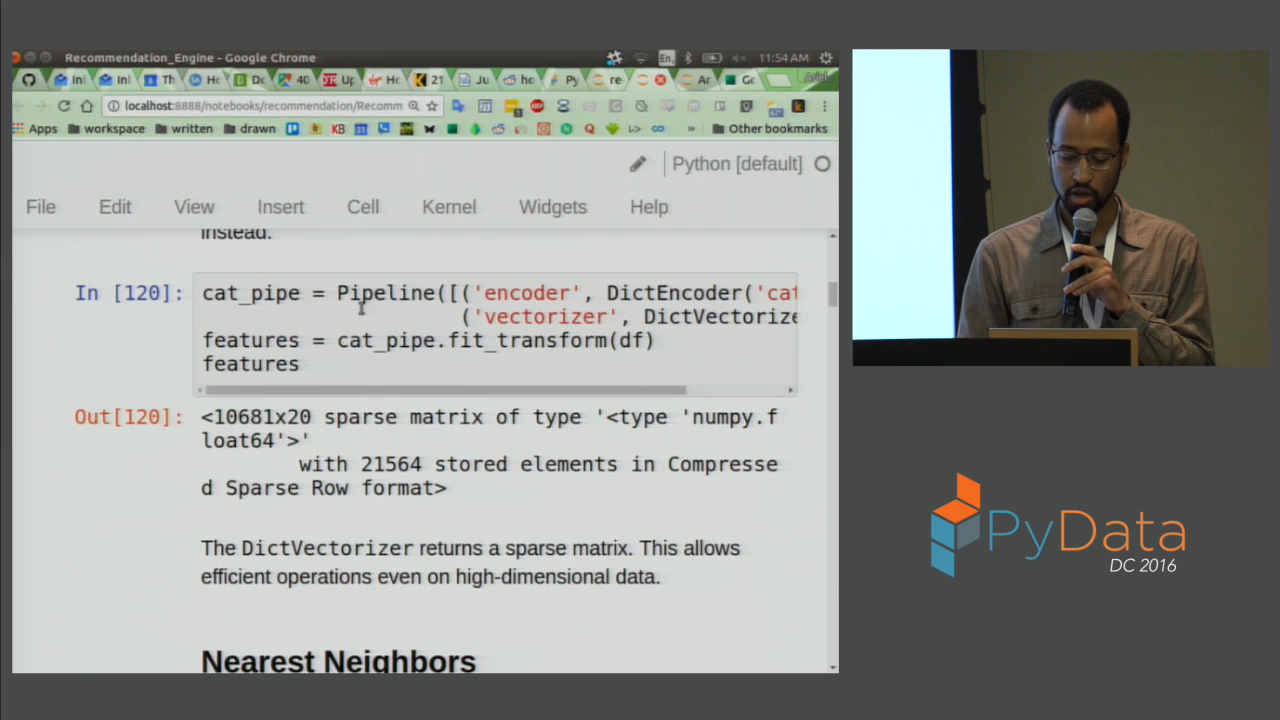 Recommendation_Engine - Google Chrome
En
11:54 AM
localhost:8888/notebooks/recommendation/Recomm
Apps workspace written drawn KB Other bookmarks
Python [default]
File Edit View Insert Cell Kernel Widgets Help
instead.
In [120]: cat_pipe = Pipeline([('encoder', DictEncoder('cat
('vectorizer', DictVectorize
features = cat_pipe.fit_transform(df)
features
Out[120]: <10681x20 sparse matrix of type '<type 'numpy.f
loat64'>'
with 21564 stored elements in Compresse
d Sparse Row format>
The DictVectorizer returns a sparse matrix. This allows
efficient operations even on high-dimensional data.
Nearest Neighbors
PyData
DC 2016